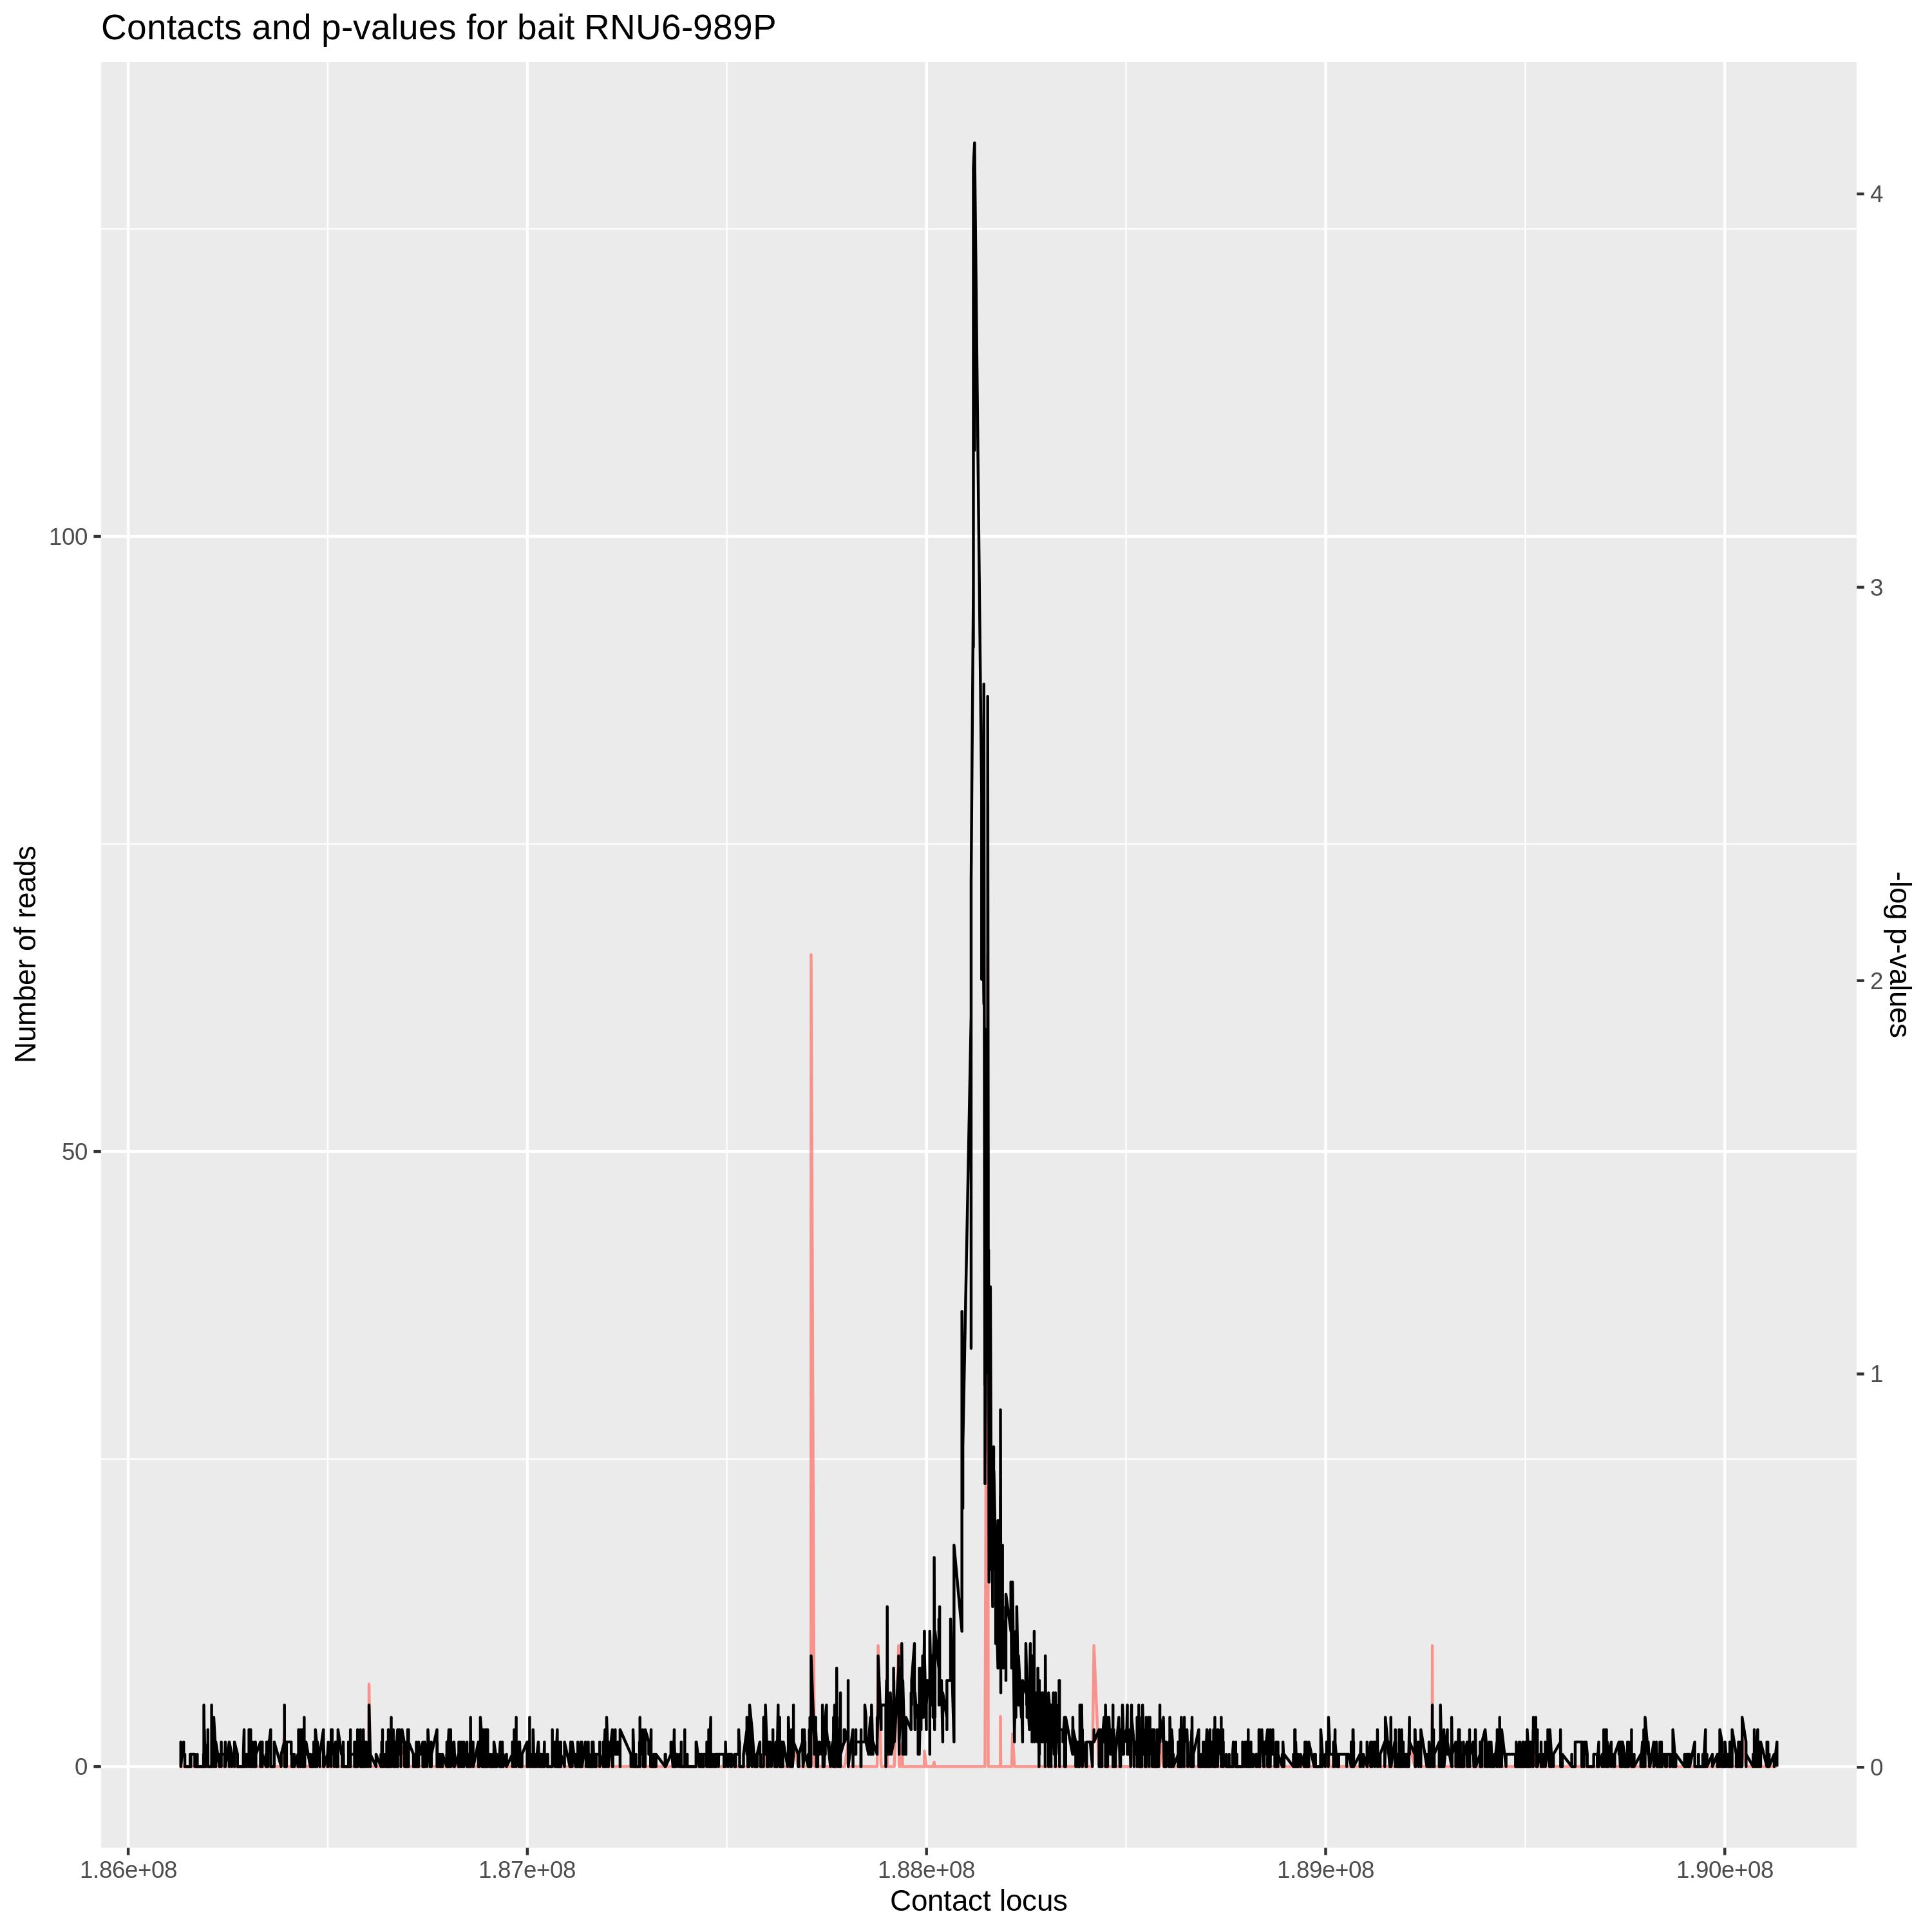 Contacts and p-values for bait RNU6-989P
Number of reads
100
50
0
4
3
2
1
0
-log p-values
1.86e+08
1.87e+08
1.88e+08
1.89e+08
1.90e+08
Contact locus